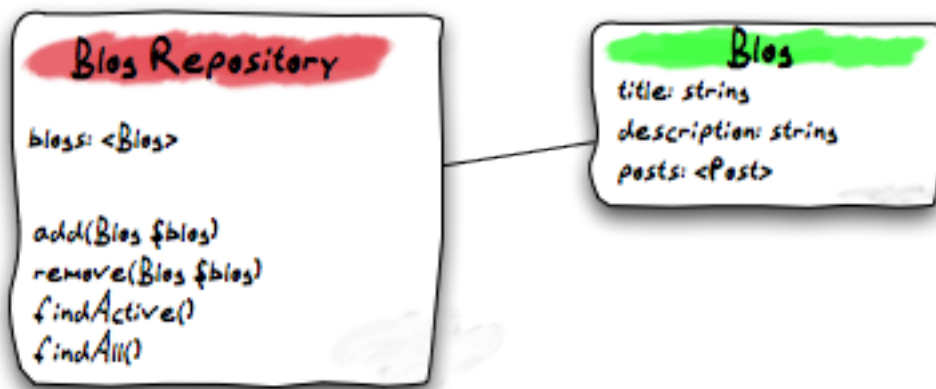 Blog Repository
blogs: <Blog>
add(Blog $blog)
remove(Blog $blog)
findActive()
findAll()
Blog
title: string
description: string
posts: <Post>